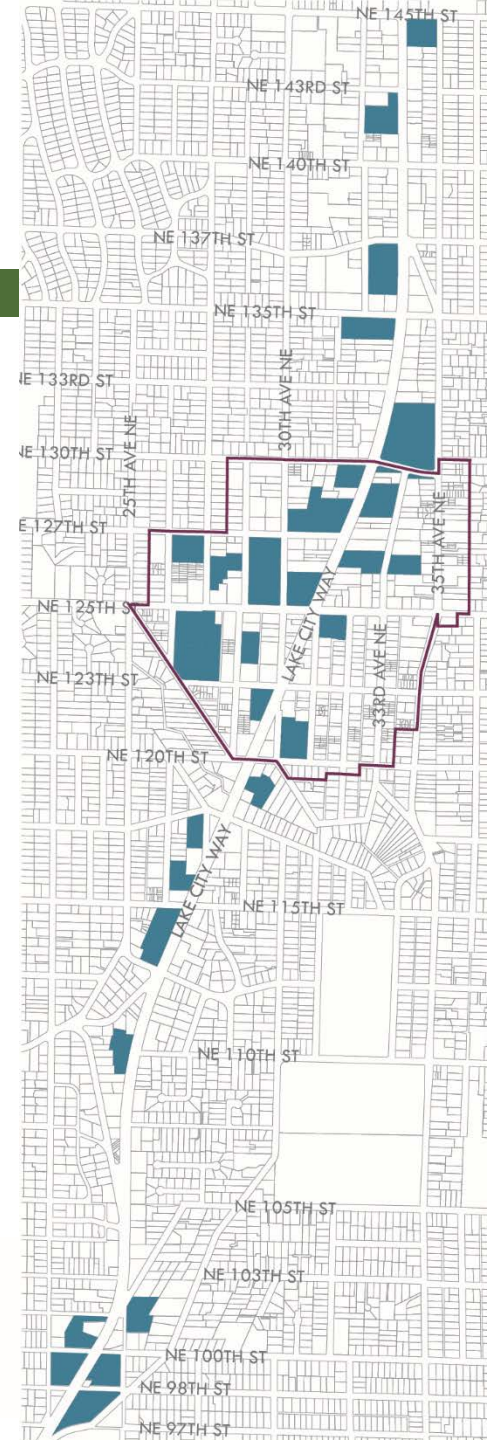 NE 145TH ST
NE 143RD ST
NE 140TH ST
NE 137TH ST
NE 135TH ST
30TH AVE NE
NE 133RD ST
25TH AVE NE
NE 130TH ST
NE 127TH ST
35TH AVE NE
LAKE CITY WAY
NE 125TH ST
33RD AVE NE
NE 123TH ST
NE 120TH ST
LAKE CITY WAY
NE 115TH ST
NE 110TH ST
NE 105TH ST
NE 103TH ST
NE 100TH ST
NE 98TH ST
NE 97TH ST